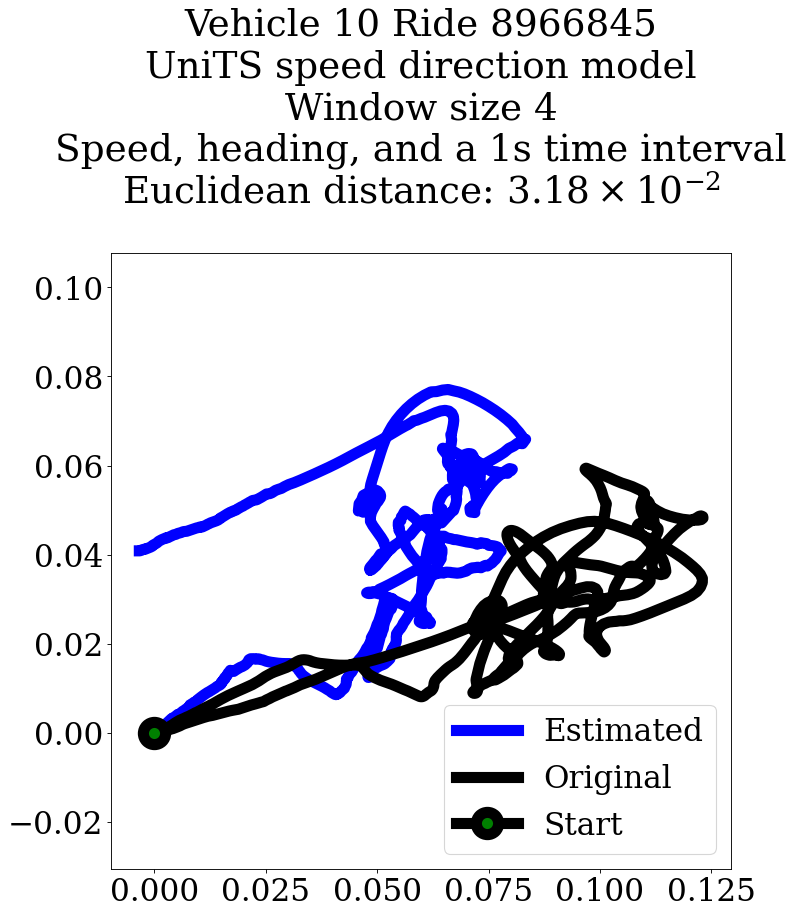 Vehicle 10 Ride 8966845
UniTS speed direction model
Window size 4
Speed, heading, and a 1s time interval
Euclidean distance: 3.18 × 10⁻²
0.10
0.08
0.06
0.04
0.02
0.00
−0.02
Estimated
Original
Start
0.000 0.025 0.050 0.075 0.100 0.125